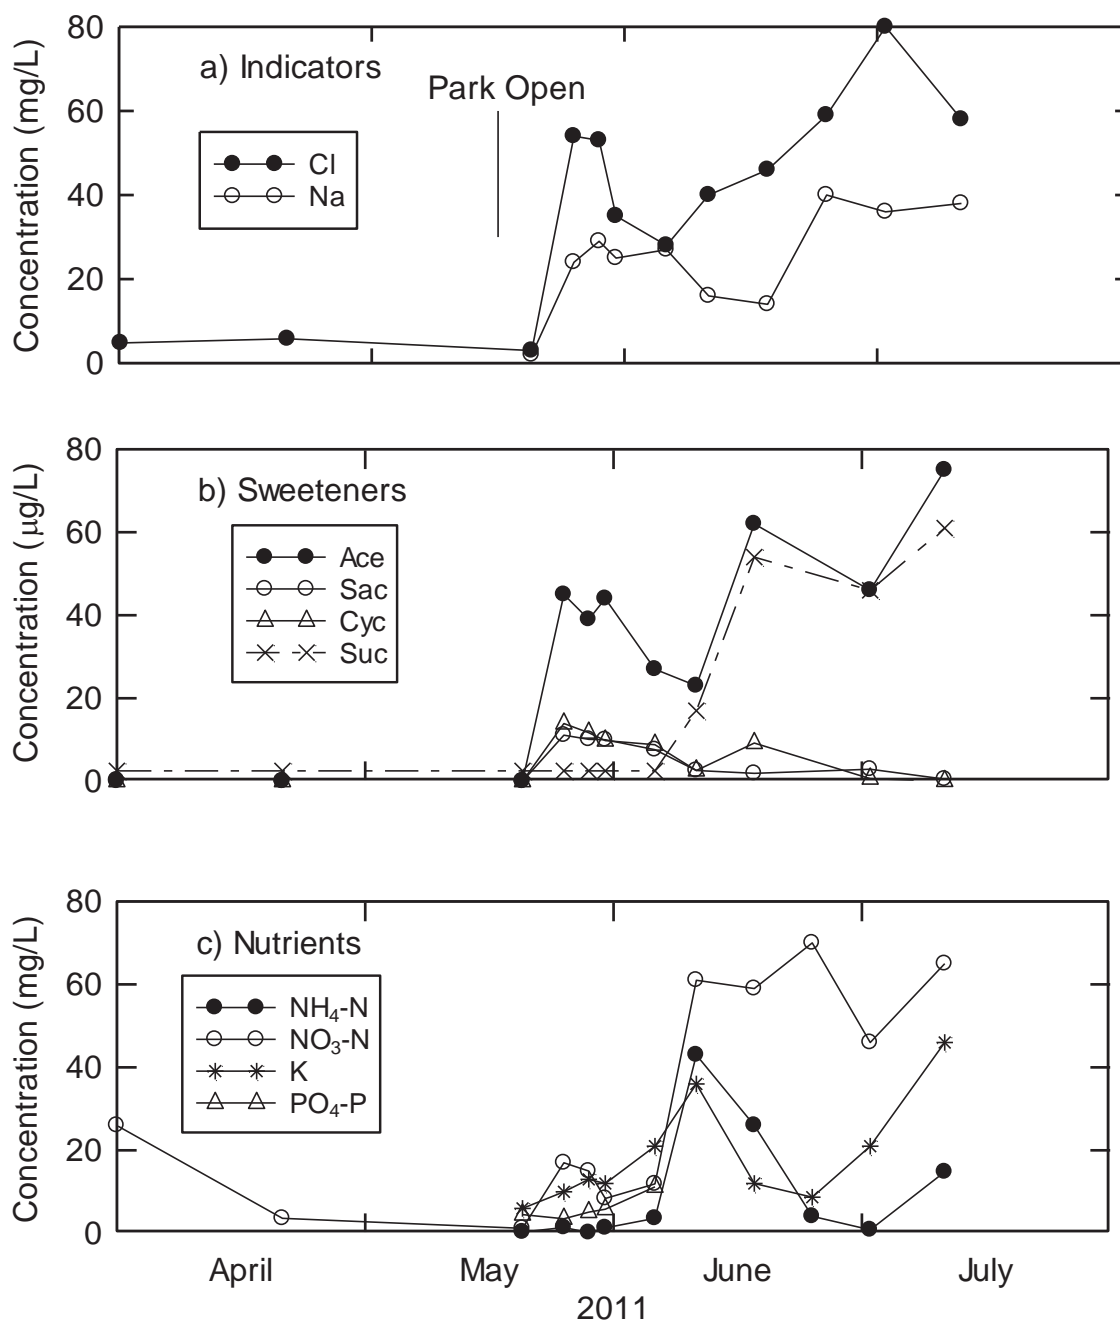 80
60
40
20
0
Concentration (mg/L)
a) Indicators
Park Open
Cl
Na
80
60
40
20
0
Concentration (µg/L)
b) Sweeteners
Ace
Sac
Cyc
Suc
80
60
40
20
0
Concentration (mg/L)
c) Nutrients
NH₄-N
NO₃-N
K
PO₄-P
April May June July
2011